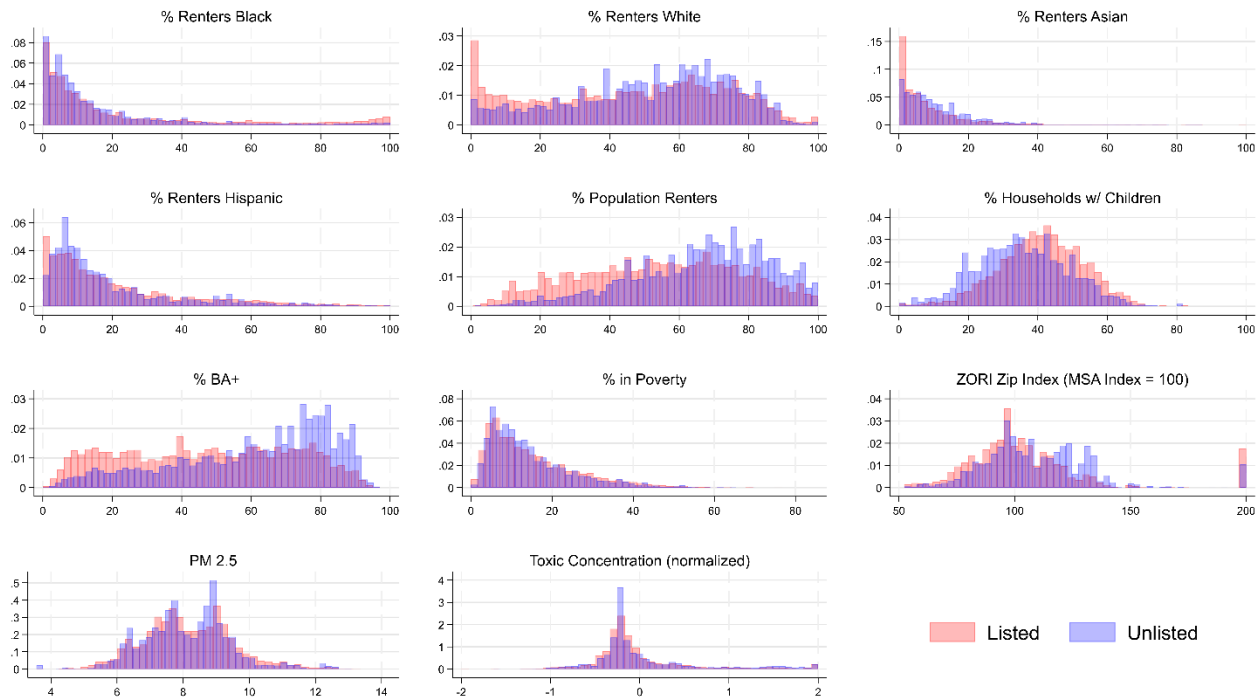 % Renters Black
.08
.06
.04
.02
0
0 20 40 60 80 100
% Renters White
.03
.02
.01
0
0 20 40 60 80 100
% Renters Asian
.15
.10
.05
0
0 20 40 60 80 100
% Renters Hispanic
.06
.04
.02
0
0 20 40 60 80 100
% Population Renters
.03
.02
.01
0
0 20 40 60 80 100
% Households w/ Children
.04
.03
.02
.01
0
0 20 40 60 80 100
% BA+
.03
.02
.01
0
0 20 40 60 80 100
% in Poverty
.08
.06
.04
.02
0
0 20 40 60 80
ZORI Zip Index (MSA Index = 100)
.04
.03
.02
.01
0
50 100 150 200
PM 2.5
.5
.4
.3
.2
.1
0
4 6 8 10 12 14
Toxic Concentration (normalized)
4
3
2
1
0
-2 -1 0 1 2
Listed Unlisted